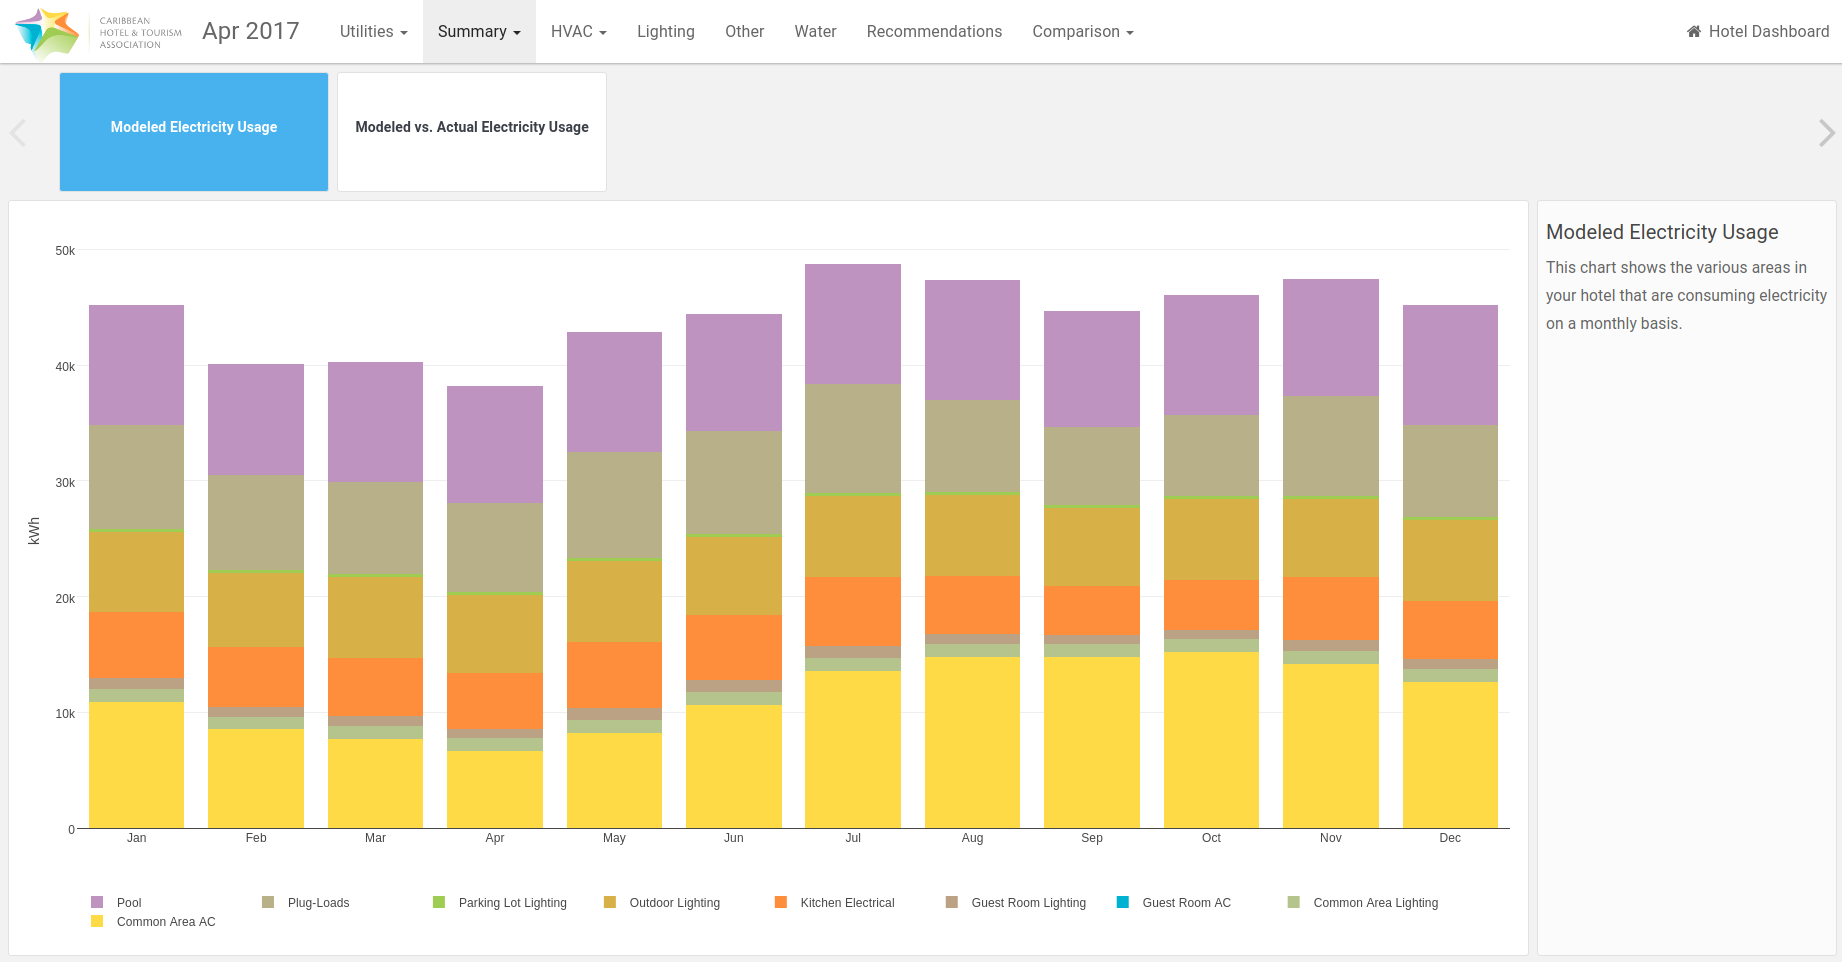 CARIBBEAN
HOTEL & TOURISM
ASSOCIATION
Apr 2017
Utilities
Summary
HVAC
Lighting
Other
Water
Recommendations
Comparison
Hotel Dashboard
Modeled Electricity Usage
Modeled vs. Actual Electricity Usage
50k
40k
30k
20k
10k
0
kWh
Jan
Feb
Mar
Apr
May
Jun
Jul
Aug
Sep
Oct
Nov
Dec
Pool
Plug-Loads
Parking Lot Lighting
Outdoor Lighting
Kitchen Electrical
Guest Room Lighting
Guest Room AC
Common Area Lighting
Common Area AC
Modeled Electricity Usage
This chart shows the various areas in
your hotel that are consuming electricity
on a monthly basis.